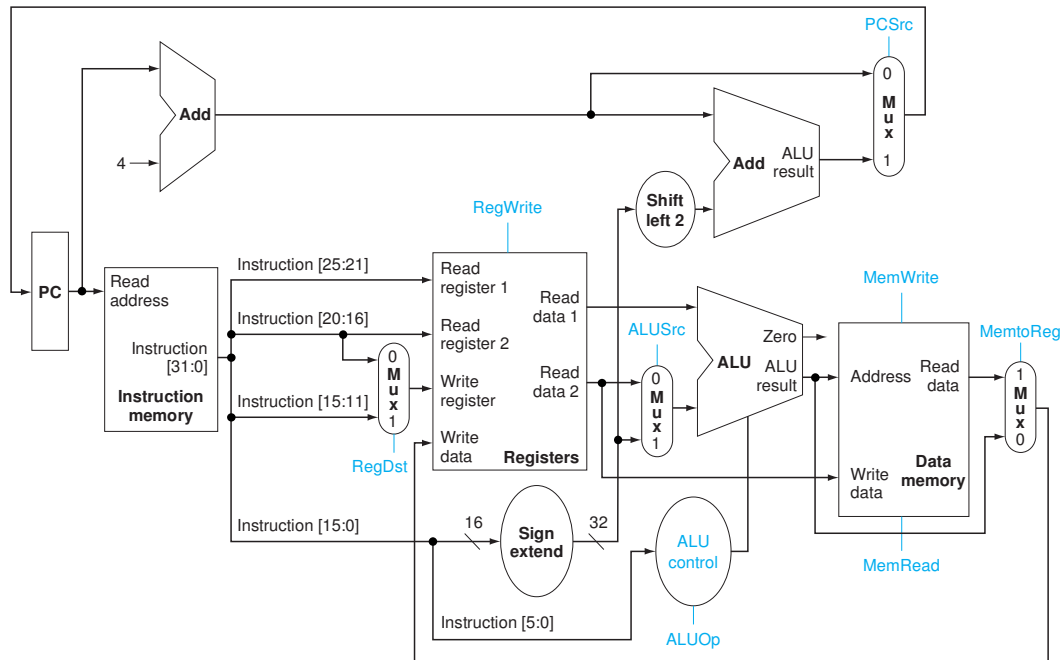 PCSrc
0
M
u
x
1
Add
4
Add
ALU
result
Shift
left 2
RegWrite
PC
Read
address
Instruction
[31:0]
Instruction
memory
Instruction [25:21]
Instruction [20:16]
Instruction [15:11]
Instruction [15:0]
Instruction [5:0]
0
M
u
x
1
RegDst
Read
register 1
Read
register 2
Write
register
Write
data
Read
data 1
Read
data 2
Registers
16
Sign
extend
32
ALUSrc
0
M
u
x
1
Zero
ALU
ALU
result
ALU
control
ALUOp
MemWrite
Address
Read
data
Write
data
Data
memory
MemRead
MemtoReg
1
M
u
x
0